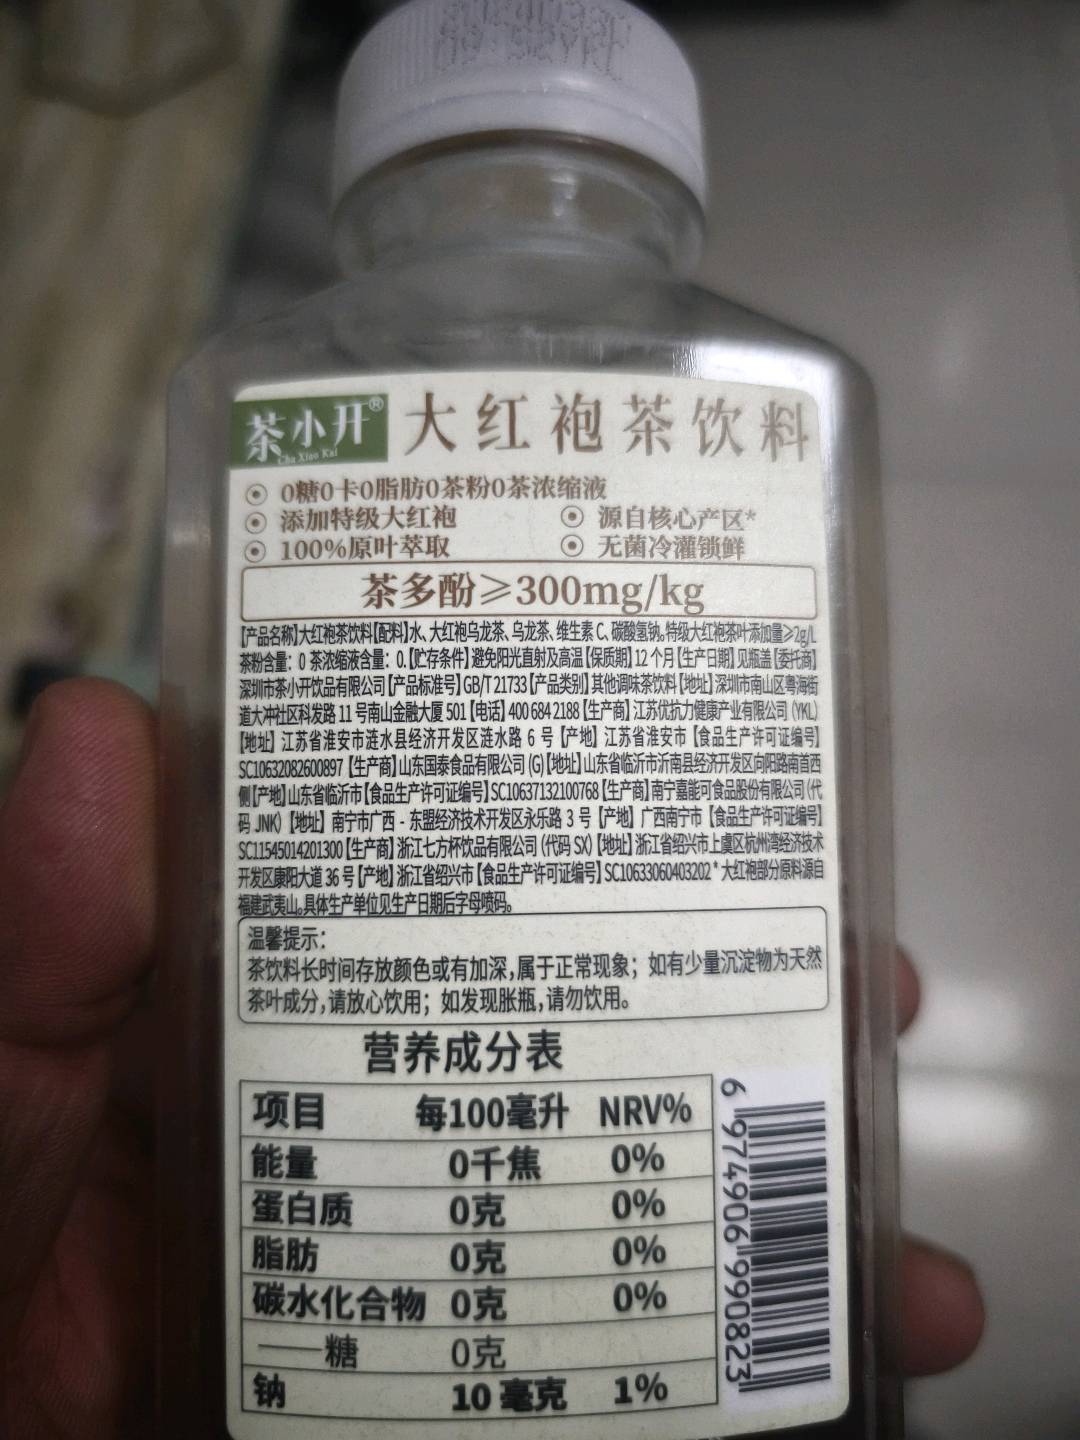 茶小开®
Cha Xiao Kai
大红袍茶饮料
0糖0卡0脂肪0茶粉0茶浓缩液
添加特级大红袍 源自核心产区*
100%原叶萃取 无菌冷灌锁鲜
茶多酚≥300mg/kg
【产品名称】大红袍茶饮料【配料】水、大红袍乌龙茶、乌龙茶、维生素C、碳酸氢钠。特级大红袍茶叶添加量≥2g/L
茶粉含量：0 茶浓缩液含量：0.【贮存条件】避免阳光直射及高温【保质期】12个月【生产日期】见瓶盖【委托商】
深圳市茶小开饮品有限公司【产品标准号】GB/T 21733【产品类别】其他调味茶饮料【地址】深圳市南山区粤海街
道大冲社区科发路11号南山金融大厦501【电话】400 684 2188【生产商】江苏优抗力健康产业有限公司(YKL)
【地址】江苏省淮安市涟水县经济开发区涟水路6号【产地】江苏省淮安市【食品生产许可证编号】
SC10632082600897【生产商】山东国泰食品有限公司(G)【地址】山东省临沂市沂南县经济开发区向阳路南首西
侧【产地】山东省临沂市【食品生产许可证编号】SC10637132100768【生产商】南宁嘉能可食品股份有限公司(代
码JNK)【地址】南宁市广西-东盟经济技术开发区永乐路3号【产地】广西南宁市【食品生产许可证编号】
SC11545014201300【生产商】浙江七方杯饮品有限公司(代码SX)【地址】浙江省绍兴市上虞区杭州湾经济技术
开发区康阳大道36号【产地】浙江省绍兴市【食品生产许可证编号】SC10633060403202 *大红袍部分原料源自
福建武夷山。具体生产单位见生产日期后字母喷码。
温馨提示：
茶饮料长时间存放颜色或有加深，属于正常现象；如有少量沉淀物为天然
茶叶成分，请放心饮用；如发现胀瓶，请勿饮用。
营养成分表
项目 每100毫升 NRV%
能量 0千焦 0%
蛋白质 0克 0%
脂肪 0克 0%
碳水化合物 0克 0%
——糖 0克
钠 10毫克 1%
6 974906 990823